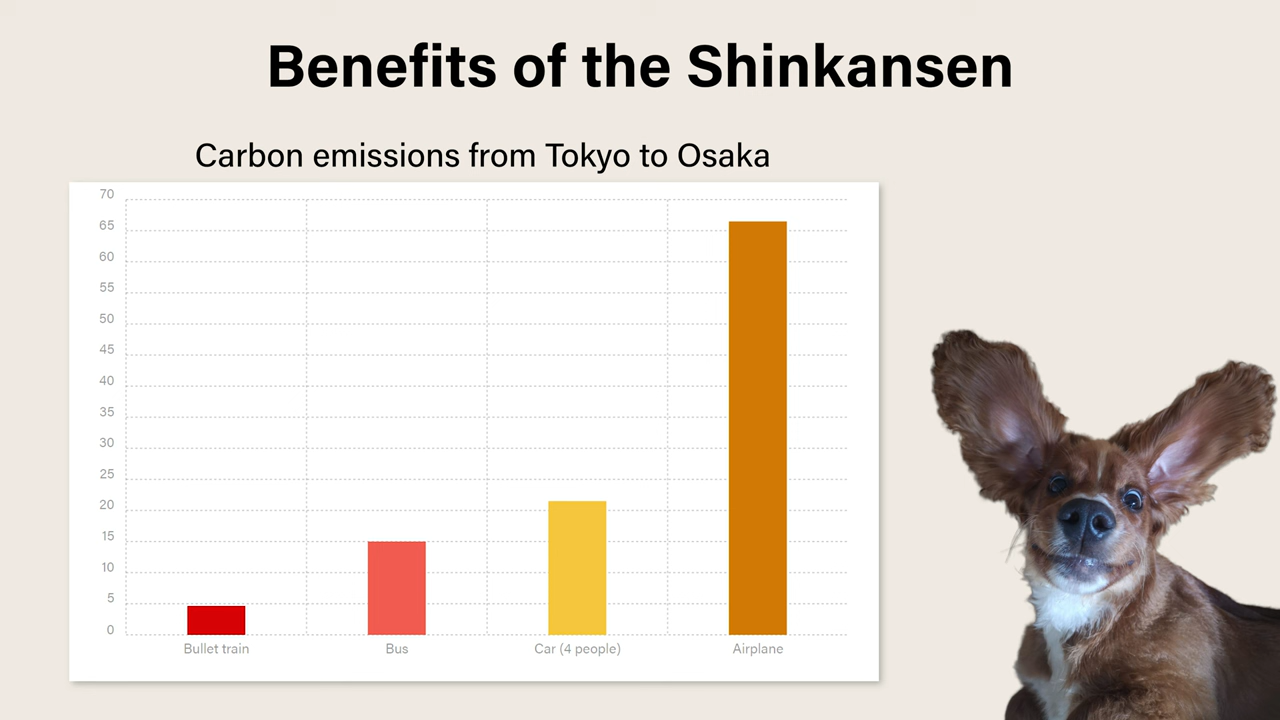 Benefits of the Shinkansen
Carbon emissions from Tokyo to Osaka
70
65
60
55
50
45
40
35
30
25
20
15
10
5
0
Bullet train
Bus
Car (4 people)
Airplane